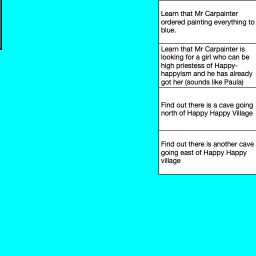 Learn that Mr Carpainter
ordered painting everything to
blue.
Learn that Mr Carpainter is
looking for a girl who can be
high priestess of Happy-
happyism and he has already
got her (sounds like Paula)
Find out there is a cave going
north of Happy Happy Village
Find out there is another cave
going east of Happy Happy
village